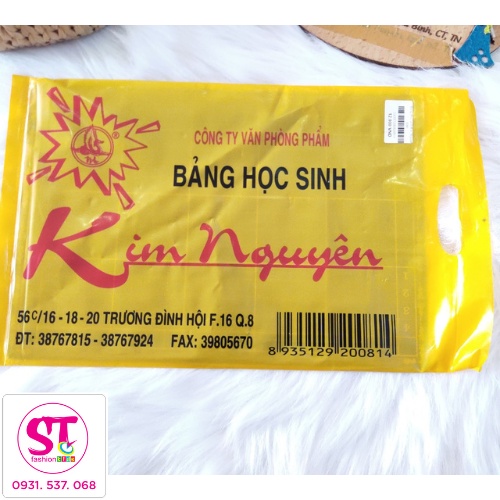 CÔNG TY VĂN PHÒNG PHẨM
BẢNG HỌC SINH
Kim Nguyên
56C/16 - 18 - 20 TRƯƠNG ĐÌNH HỘI F.16 Q.8
ĐT: 38767815 - 38767924 FAX: 39805670
8 935129 200814
ST
fashion
0931. 537. 068